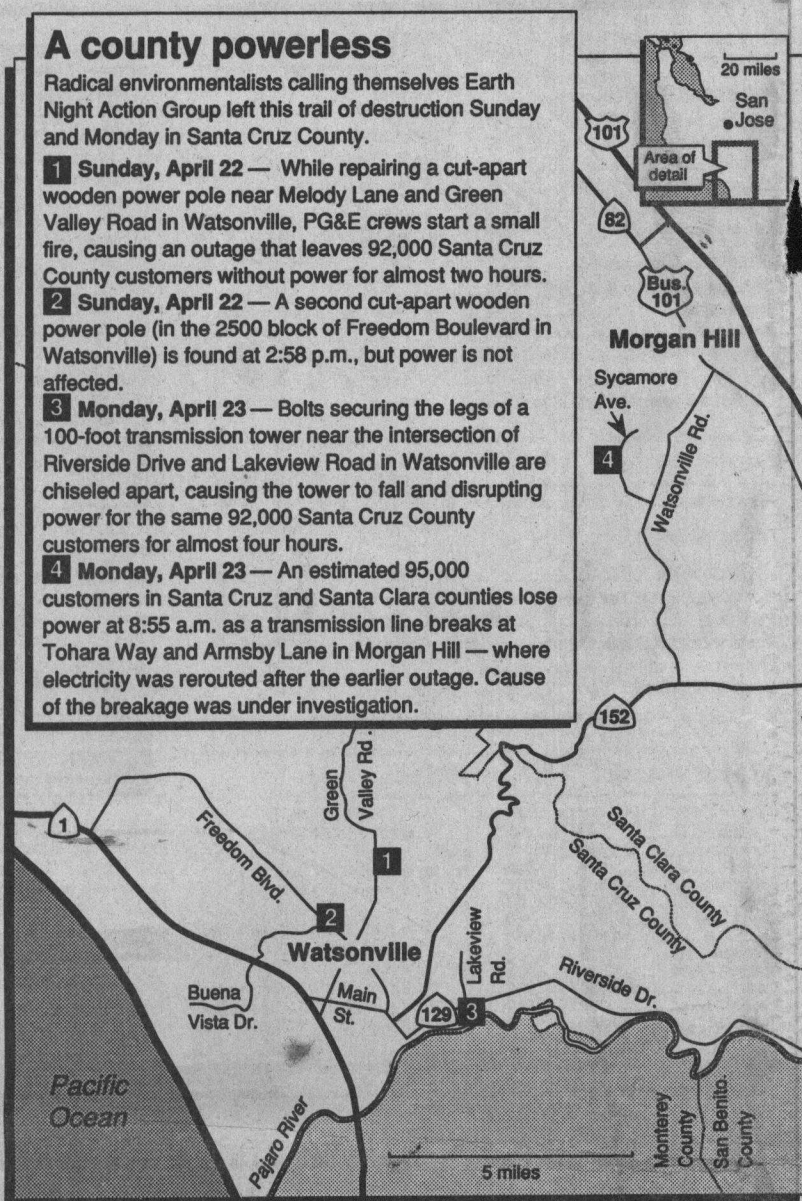 A county powerless
Radical environmentalists calling themselves Earth
Night Action Group left this trail of destruction Sunday
and Monday in Santa Cruz County.
1 Sunday, April 22 — While repairing a cut-apart
wooden power pole near Melody Lane and Green
Valley Road in Watsonville, PG&E crews start a small
fire, causing an outage that leaves 92,000 Santa Cruz
County customers without power for almost two hours.
2 Sunday, April 22 — A second cut-apart wooden
power pole (in the 2500 block of Freedom Boulevard in
Watsonville) is found at 2:58 p.m., but power is not
affected.
3 Monday, April 23 — Bolts securing the legs of a
100-foot transmission tower near the intersection of
Riverside Drive and Lakeview Road in Watsonville are
chiseled apart, causing the tower to fall and disrupting
power for the same 92,000 Santa Cruz County
customers for almost four hours.
4 Monday, April 23 — An estimated 95,000
customers in Santa Cruz and Santa Clara counties lose
power at 8:55 a.m. as a transmission line breaks at
Tohara Way and Armsby Lane in Morgan Hill — where
electricity was rerouted after the earlier outage. Cause
of the breakage was under investigation.
20 miles
San
Jose
Area of
detail
101
82
Bus.
101
Morgan Hill
Sycamore
Ave.
4
Watsonville Rd.
152
Green
Valley Rd.
1
Freedom Blvd.
1
2
Watsonville
Santa Clara County
Santa Cruz County
Lakeview
Rd.
Riverside Dr.
Buena
Vista Dr.
Main
St.
129
3
Pacific
Ocean
Pajaro River
5 miles
Monterey
County
San Benito.
County